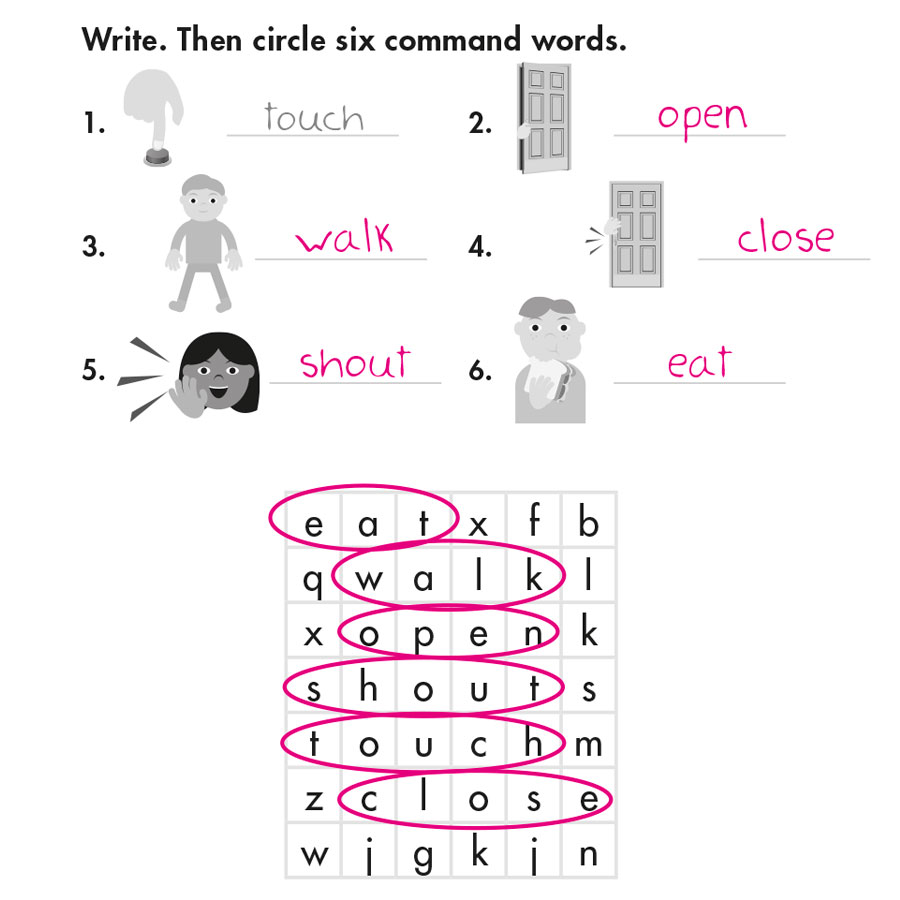 Write. Then circle six command words.
1. touch 2. open
3. walk 4. close
5. shout 6. eat
e a t x f b
q w a l k l
x o p e n k
s h o u t s
t o u c h m
z c l o s e
w j g k j n